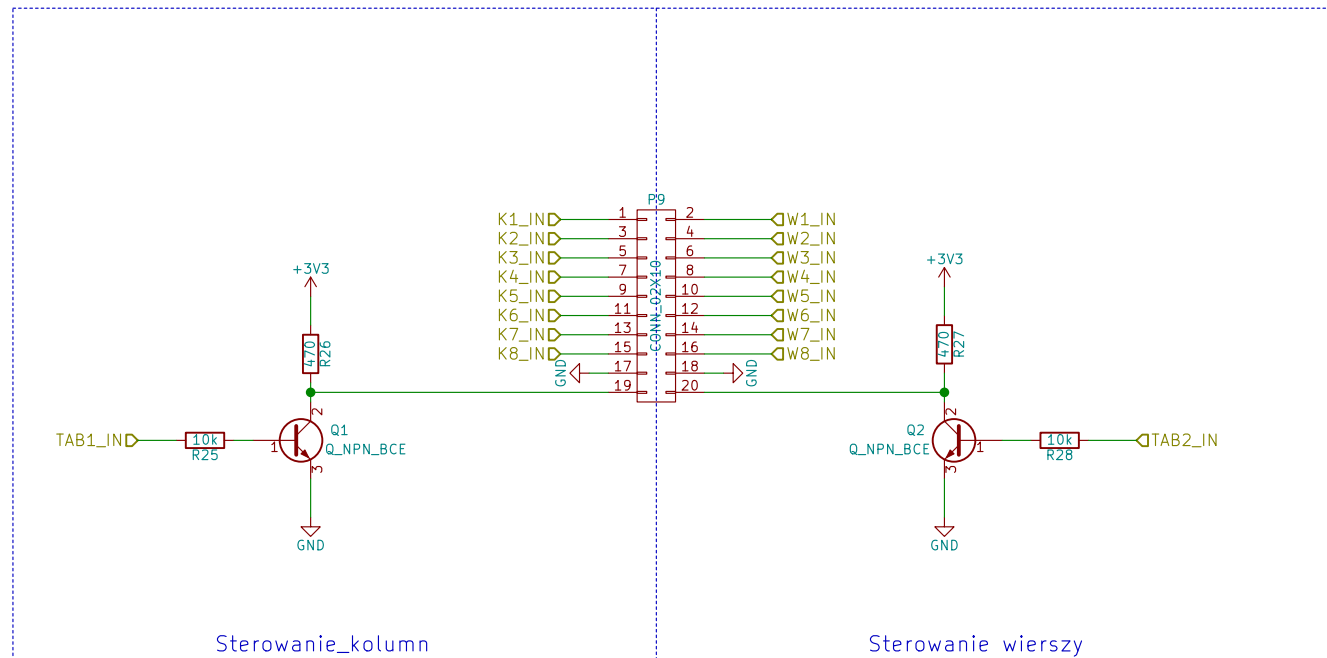 P9
K1_IN 1 2 W1_IN
K2_IN 3 4 W2_IN
K3_IN 5 6 W3_IN
K4_IN 7 8 W4_IN
K5_IN 9 10 W5_IN
K6_IN 11 12 W6_IN
K7_IN 13 14 W7_IN
K8_IN 15 16 W8_IN
GND 17 18 GND
19 20
CONN_02X10
+3V3
470 R26
TAB1_IN
10k
R25
1
2
3
Q1
Q_NPN_BCE
GND
+3V3
470 R27
Q2
Q_NPN_BCE
2
3
1
10k
R28
TAB2_IN
GND
Sterowanie_kolumn
Sterowanie wierszy